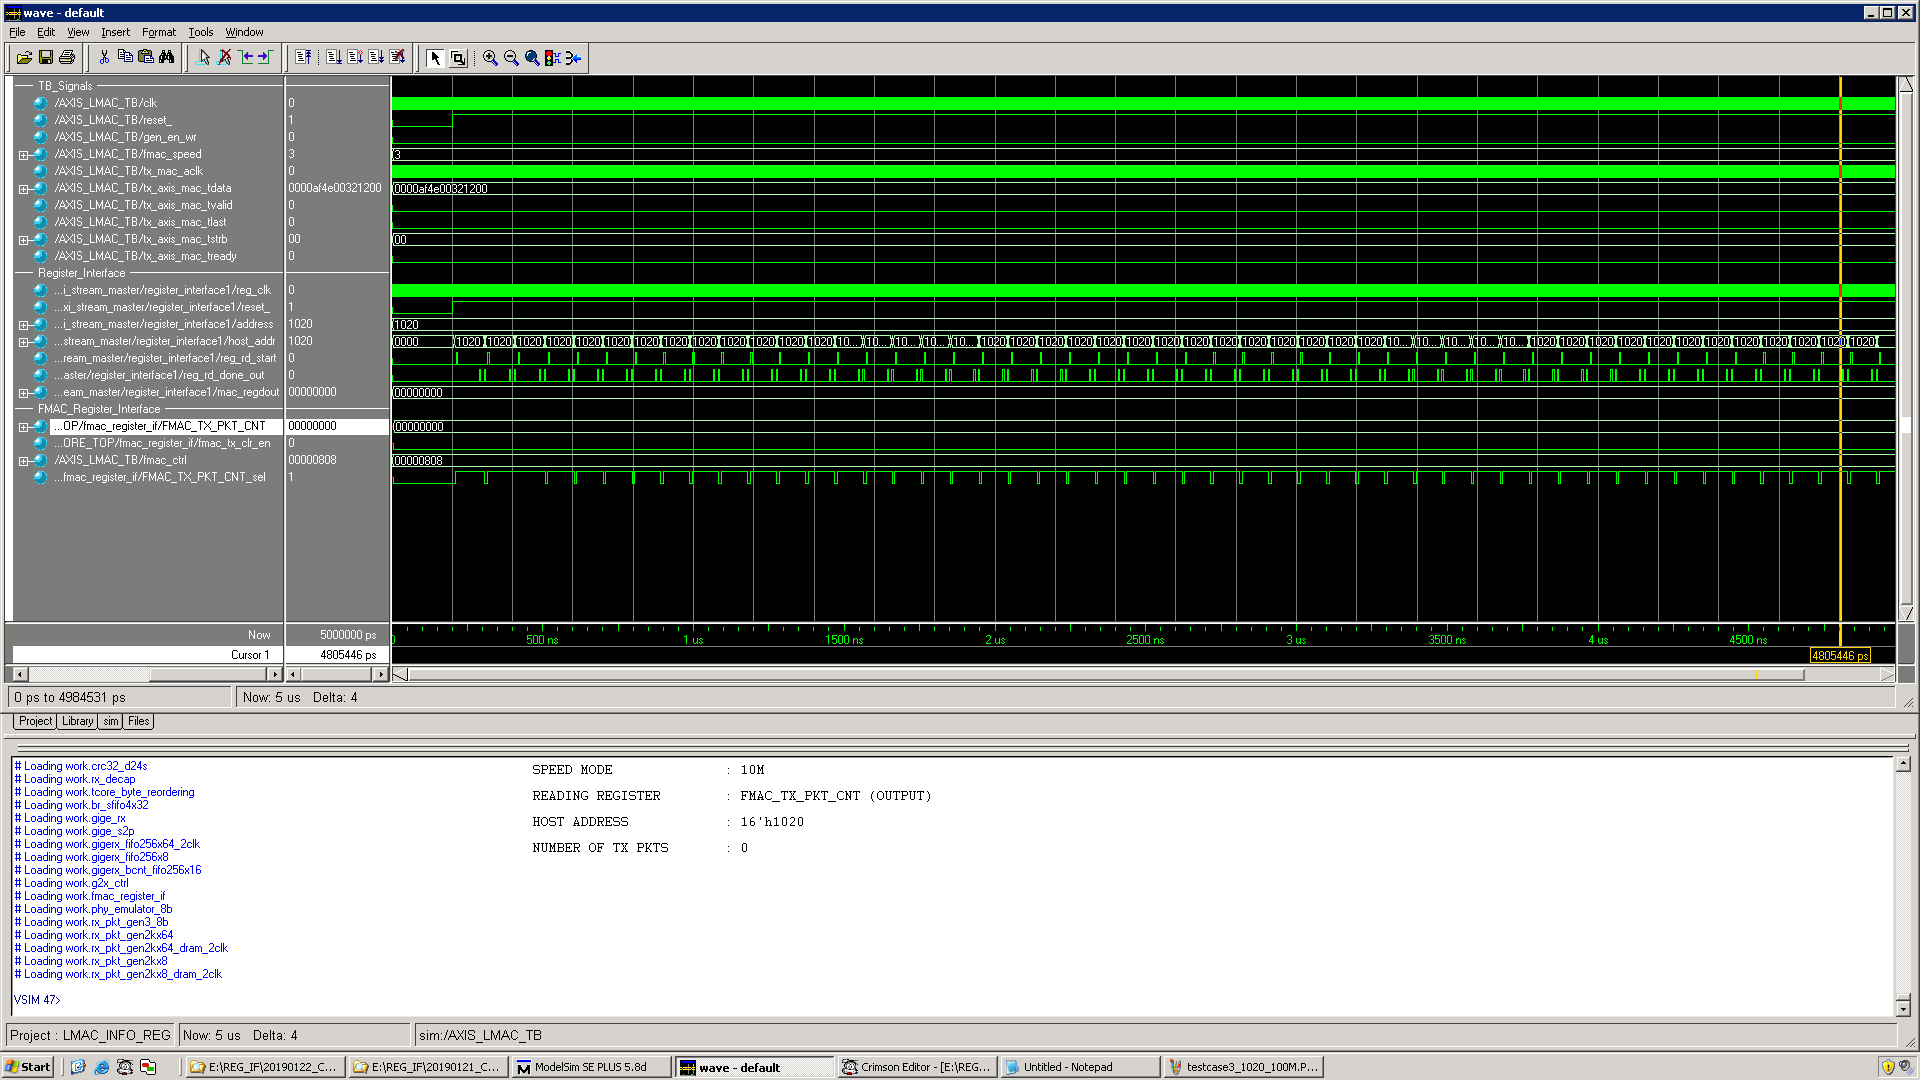 wave - default
File Edit View Insert Format Tools Window
TB_Signals
/AXIS_LMAC_TB/clk 0
/AXIS_LMAC_TB/reset_ 1
/AXIS_LMAC_TB/gen_en_wr 0
/AXIS_LMAC_TB/fmac_speed 3 3
/AXIS_LMAC_TB/tx_mac_aclk 0
/AXIS_LMAC_TB/tx_axis_mac_tdata 0000af4e00321200 0000af4e00321200
/AXIS_LMAC_TB/tx_axis_mac_tvalid 0
/AXIS_LMAC_TB/tx_axis_mac_tlast 0
/AXIS_LMAC_TB/tx_axis_mac_tstrb 00 00
/AXIS_LMAC_TB/tx_axis_mac_tready 0
Register_Interface
...i_stream_master/register_interface1/reg_clk 0
...xi_stream_master/register_interface1/reset_ 1
...i_stream_master/register_interface1/address 1020 1020
...stream_master/register_interface1/host_addr 1020 0000 1020 1020 1020 1020 1020 1020 1020 1020 1020 1020 1020 1020 1020 10... 10... 10... 10... 1020 1020 1020 1020 1020 1020 1020 1020 1020 1020 1020 1020 1020 1020 1020 10... 10... 10... 10... 1020 1020 1020 1020 1020 1020 1020 1020 1020 1020 1020 1020
...ream_master/register_interface1/reg_rd_start 0
...aster/register_interface1/reg_rd_done_out 0
...eam_master/register_interface1/mac_regdout 00000000 00000000
FMAC_Register_Interface
...OP/fmac_register_if/FMAC_TX_PKT_CNT 00000000 00000000
...ORE_TOP/fmac_register_if/fmac_tx_clr_en 0
/AXIS_LMAC_TB/fmac_ctrl 00000808 00000808
...fmac_register_if/FMAC_TX_PKT_CNT_sel 1
Now 5000000 ps 0 500 ns 1 us 1500 ns 2 us 2500 ns 3 us 3500 ns 4 us 4500 ns
Cursor 1 4805446 ps 4805446 ps
0 ps to 4984531 ps Now: 5 us Delta: 4
Project Library sim Files
# Loading work.crc32_d24s
# Loading work.rx_decap
# Loading work.tcore_byte_reordering
# Loading work.br_sfifo4x32
# Loading work.gige_rx
# Loading work.gige_s2p
# Loading work.gigerx_fifo256x64_2clk
# Loading work.gigerx_fifo256x8
# Loading work.gigerx_bcnt_fifo256x16
# Loading work.g2x_ctrl
# Loading work.fmac_register_if
# Loading work.phy_emulator_8b
# Loading work.rx_pkt_gen3_8b
# Loading work.rx_pkt_gen2kx64
# Loading work.rx_pkt_gen2kx64_dram_2clk
# Loading work.rx_pkt_gen2kx8
# Loading work.rx_pkt_gen2kx8_dram_2clk
VSIM 47>
SPEED MODE : 10M
READING REGISTER : FMAC_TX_PKT_CNT (OUTPUT)
HOST ADDRESS : 16'h1020
NUMBER OF TX PKTS : 0
Project : LMAC_INFO_REG Now: 5 us Delta: 4 sim:/AXIS_LMAC_TB
Start E:\REG_IF\20190122_C... E:\REG_IF\20190121_C... ModelSim SE PLUS 5.8d wave - default Crimson Editor - [E:\REG... Untitled - Notepad testcase3_1020_100M.P...